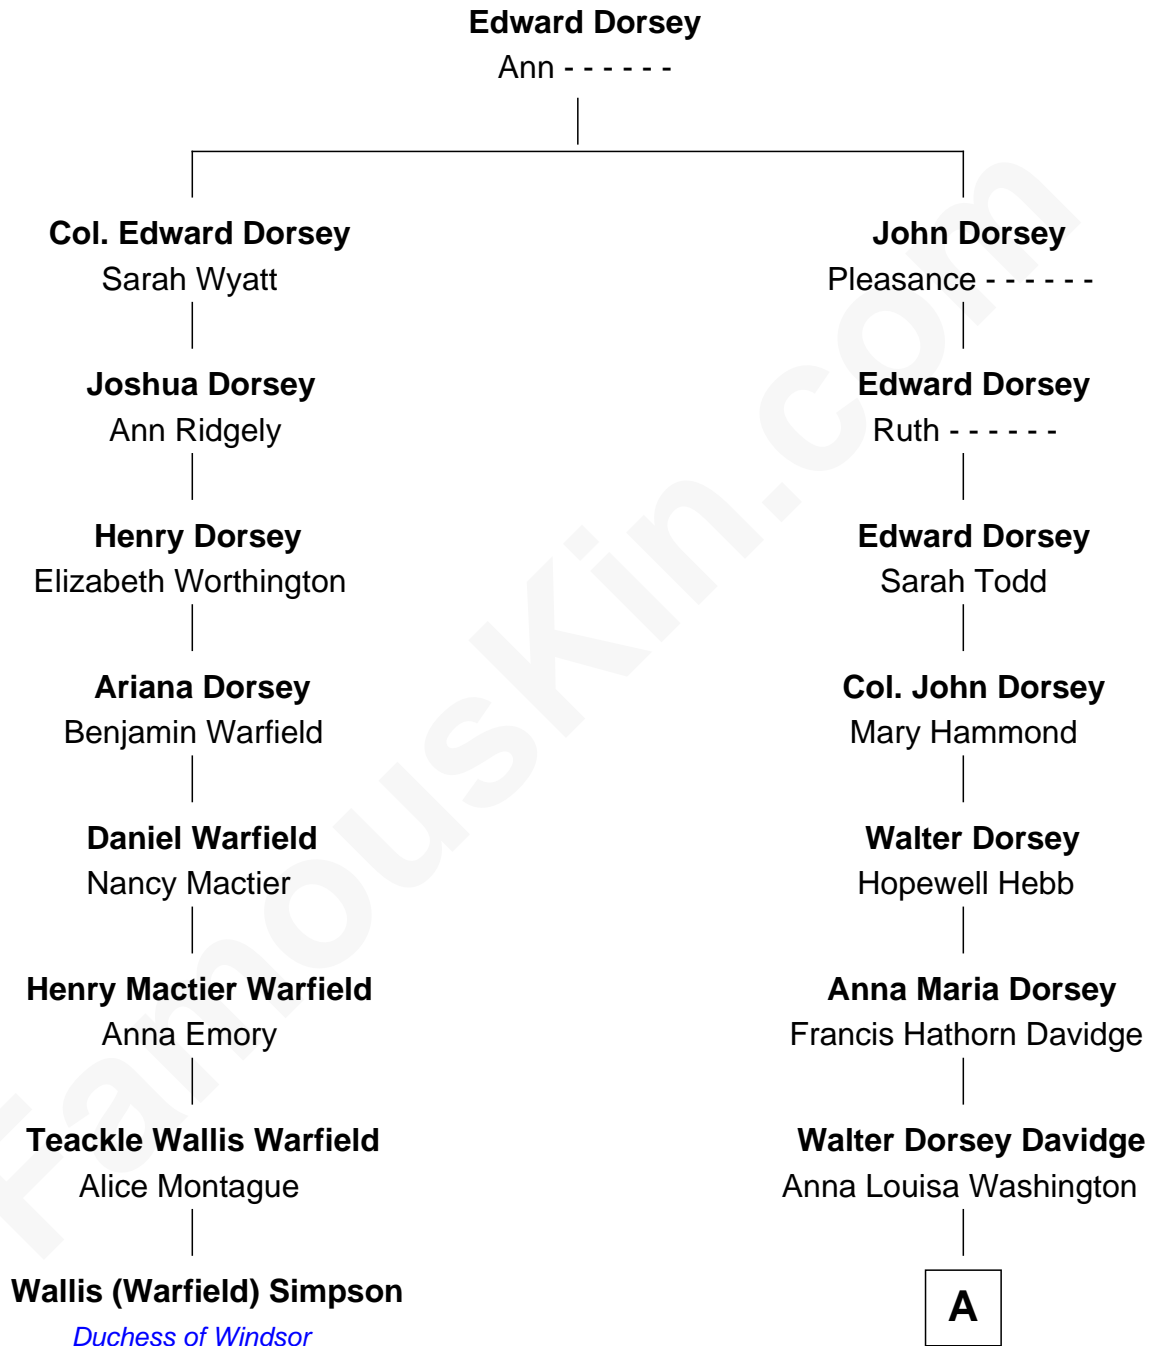 Edward Dorsey
Ann - - - - - -
Col. Edward Dorsey
Sarah Wyatt
Joshua Dorsey
Ann Ridgely
Henry Dorsey
Elizabeth Worthington
Ariana Dorsey
Benjamin Warfield
Daniel Warfield
Nancy Mactier
Henry Mactier Warfield
Anna Emory
Teackle Wallis Warfield
Alice Montague
Wallis (Warfield) Simpson
Duchess of Windsor
John Dorsey
Pleasance - - - - - -
Edward Dorsey
Ruth - - - - - -
Edward Dorsey
Sarah Todd
Col. John Dorsey
Mary Hammond
Walter Dorsey
Hopewell Hebb
Anna Maria Dorsey
Francis Hathorn Davidge
Walter Dorsey Davidge
Anna Louisa Washington
A
FamousKin.com